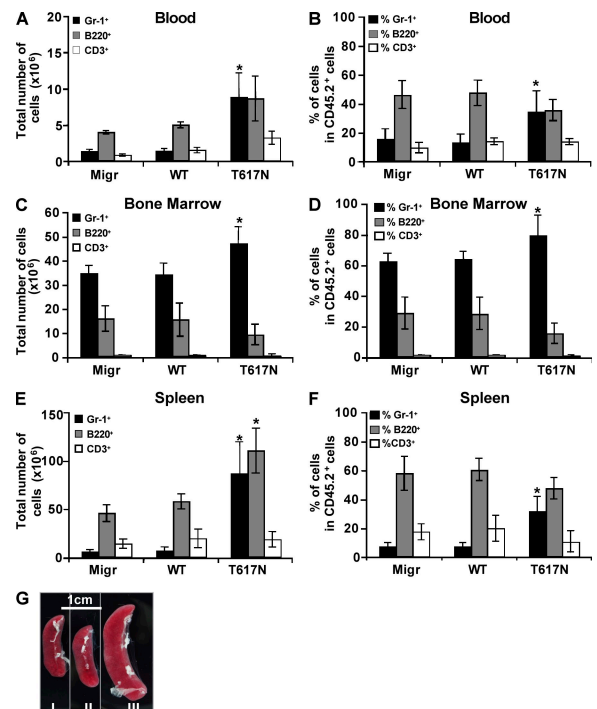 A Blood
Gr-1⁺
B220⁺
CD3⁺
Total number of cells (x10⁶)
20
15
10
5
0
*
Migr WT T617N
B Blood
% Gr-1⁺
% B220⁺
% CD3⁺
% of cells in CD45.2⁺ cells
100
80
60
40
20
0
*
Migr WT T617N
C Bone Marrow
Gr-1⁺
B220⁺
CD3⁺
Total number of cells (x10⁶)
60
50
40
30
20
10
0
*
Migr WT T617N
D Bone Marrow
% Gr-1⁺
% B220⁺
% CD3⁺
% of cells in CD45.2⁺ cells
100
80
60
40
20
0
*
Migr WT T617N
E Spleen
Gr-1⁺
B220⁺
CD3⁺
Total number of cells (x10⁶)
150
100
50
0
* *
Migr WT T617N
F Spleen
% Gr-1⁺
% B220⁺
%CD3⁺
% of cells in CD45.2⁺ cells
100
80
60
40
20
0
*
Migr WT T617N
G
1cm
I II III